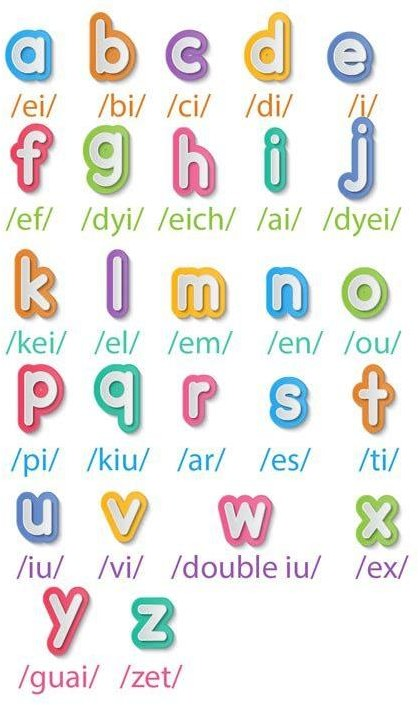 a b c d e
/ei/ /bi/ /ci/ /di/ /i/
f g h i j
/ef/ /dyi/ /eich/ /ai/ /dyei/
k l m n o
/kei/ /el/ /em/ /en/ /ou/
p q r s t
/pi/ /kiu/ /ar/ /es/ /ti/
u v w x
/iu/ /vi/ /double iu/ /ex/
y z
/guai/ /zet/